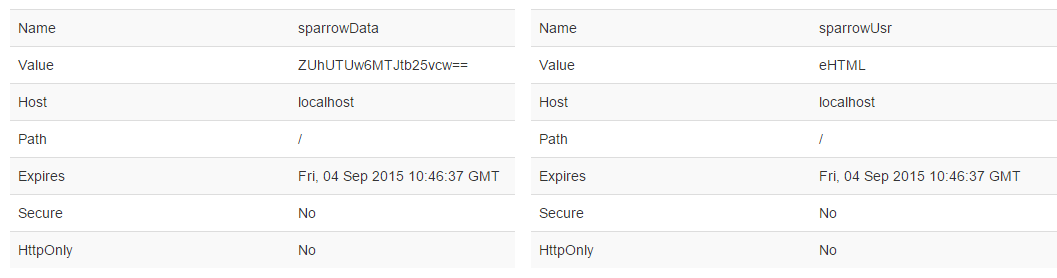 Name sparrowData
Value ZUhUTUw6MTJtb25vcw==
Host localhost
Path /
Expires Fri, 04 Sep 2015 10:46:37 GMT
Secure No
HttpOnly No
Name sparrowUsr
Value eHTML
Host localhost
Path /
Expires Fri, 04 Sep 2015 10:46:37 GMT
Secure No
HttpOnly No